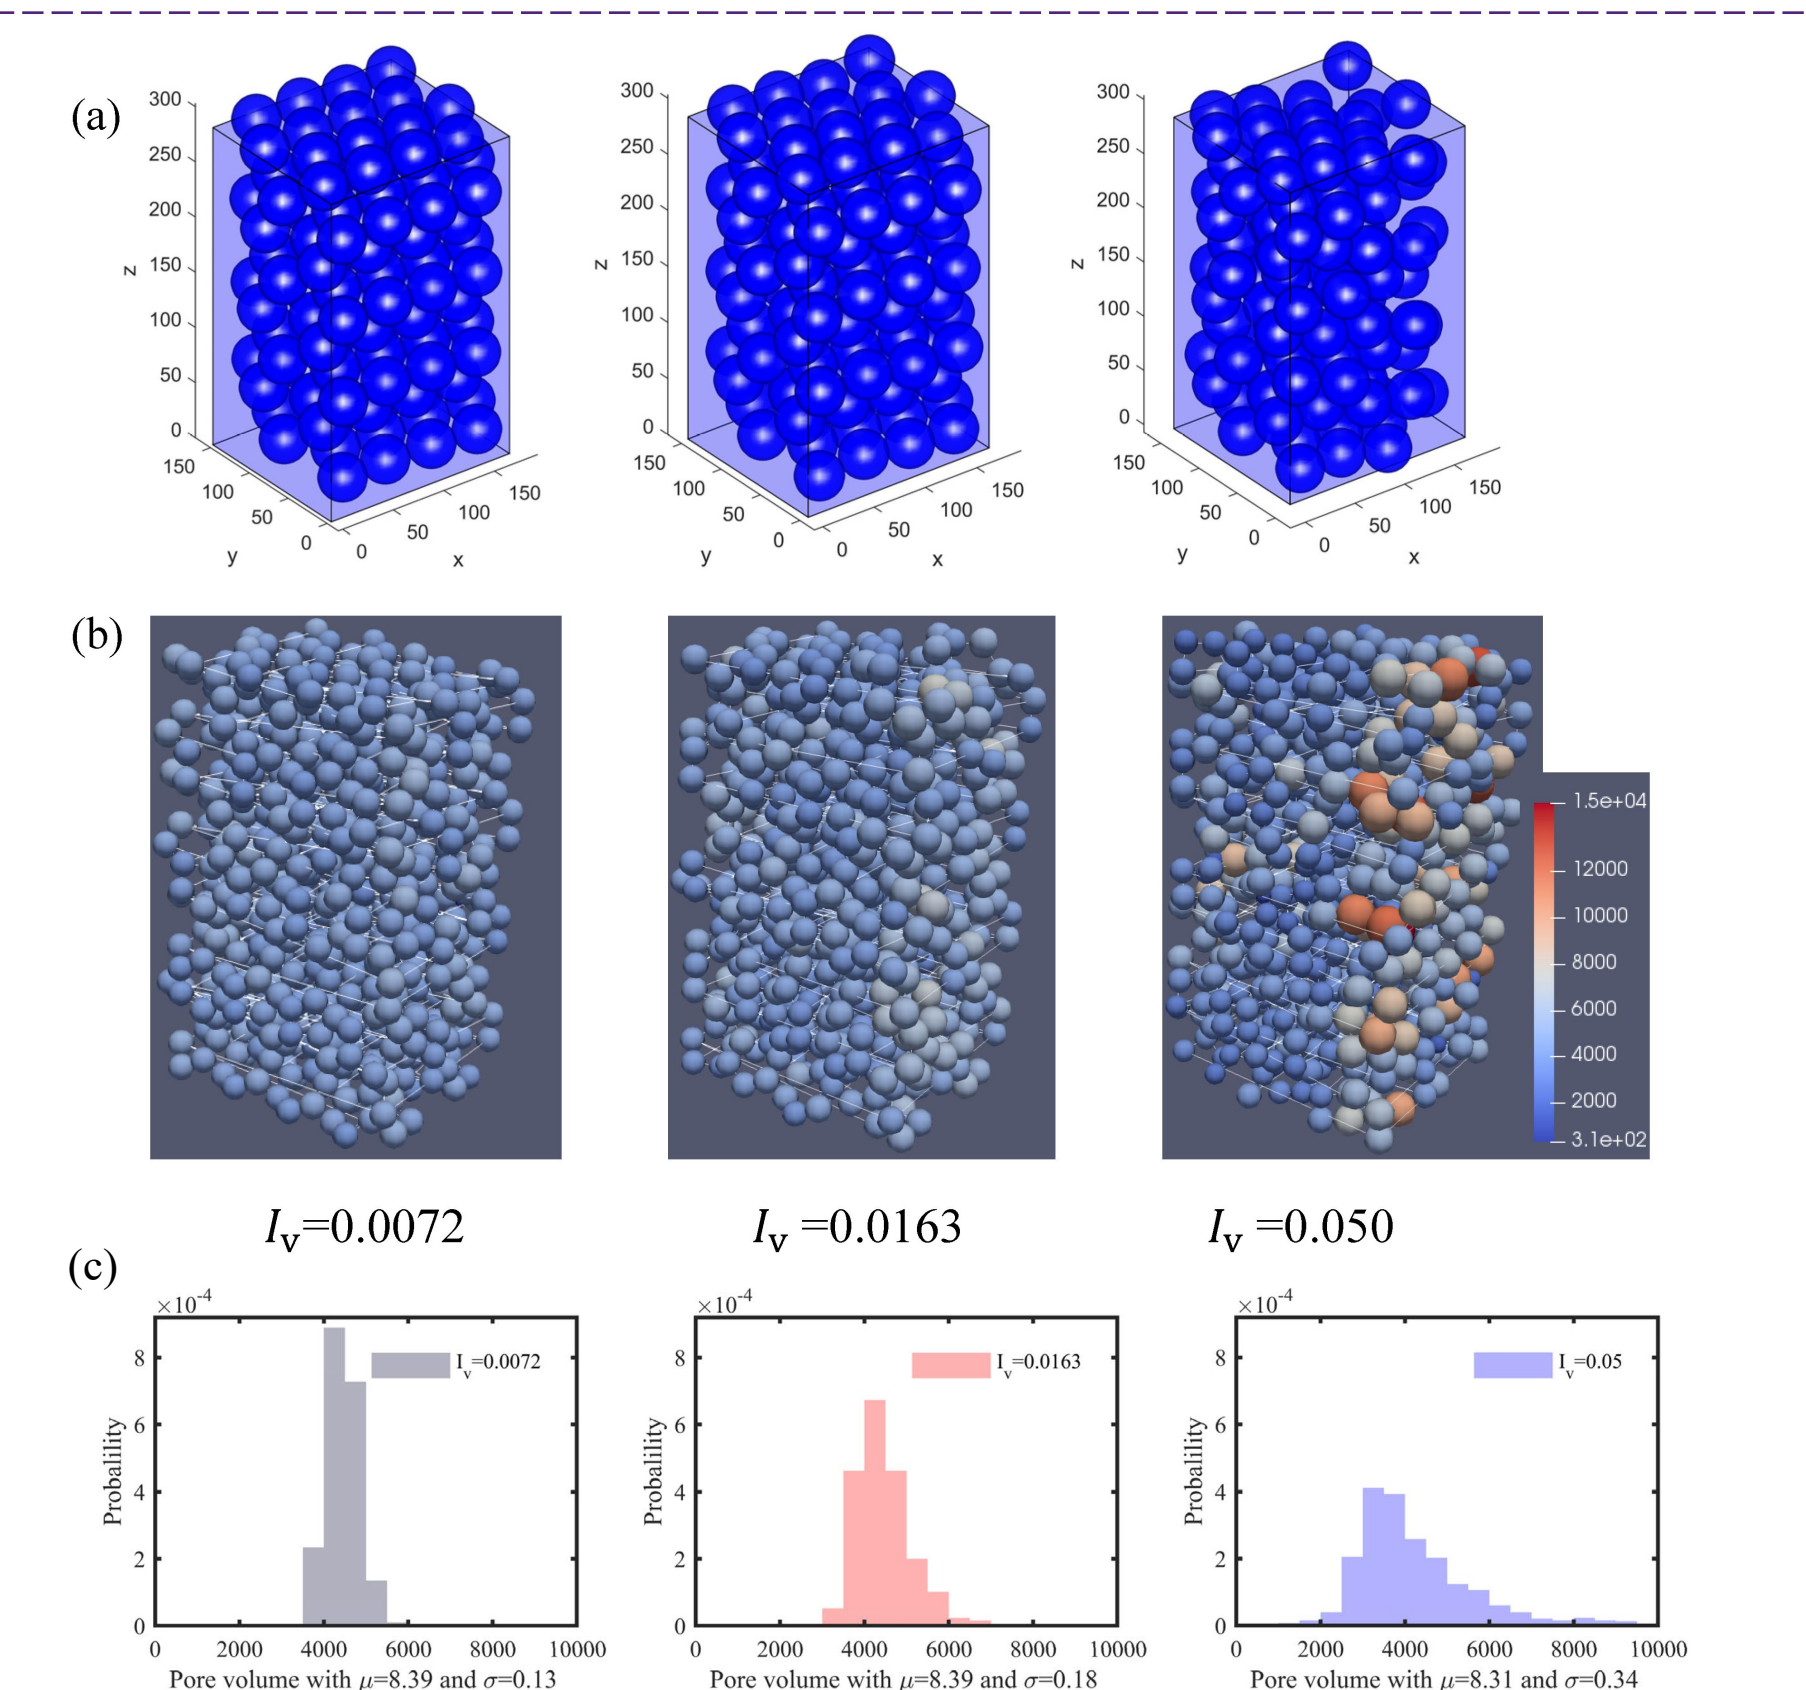 (a)
300
250
200
150
100
50
0
z
150
100
50
0
y
0
50
100
150
x
300
250
200
150
100
50
0
z
150
100
50
0
y
0
50
100
150
x
300
250
200
150
100
50
0
z
150
100
50
0
y
0
50
100
150
x
(b)
1.5e+04
12000
10000
8000
6000
4000
2000
3.1e+02
Iv=0.0072
Iv =0.0163
Iv =0.050
(c)
×10-4
8
6
4
2
0
Probalility
Iv=0.0072
0 2000 4000 6000 8000 10000
Pore volume with μ=8.39 and σ=0.13
×10-4
8
6
4
2
0
Probalility
Iv=0.0163
0 2000 4000 6000 8000 10000
Pore volume with μ=8.39 and σ=0.18
×10-4
8
6
4
2
0
Probalility
Iv=0.05
0 2000 4000 6000 8000 10000
Pore volume with μ=8.31 and σ=0.34